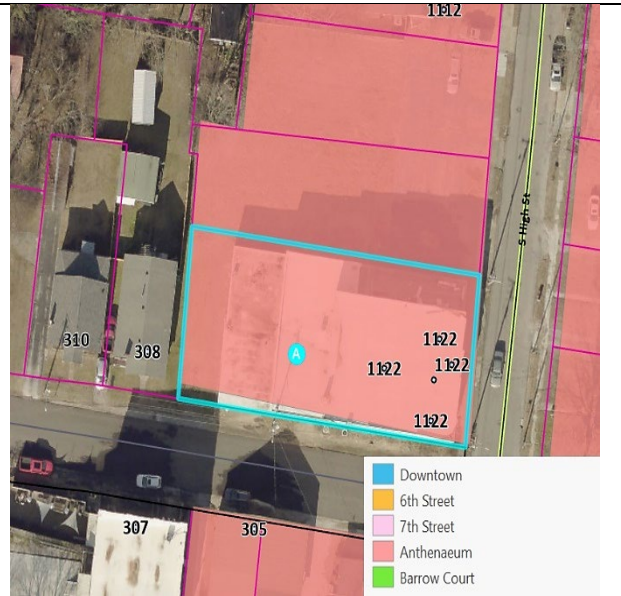 1112
S High St
310
308
A
1122
1122
1122
1122
307
305
Downtown
6th Street
7th Street
Anthenaeum
Barrow Court